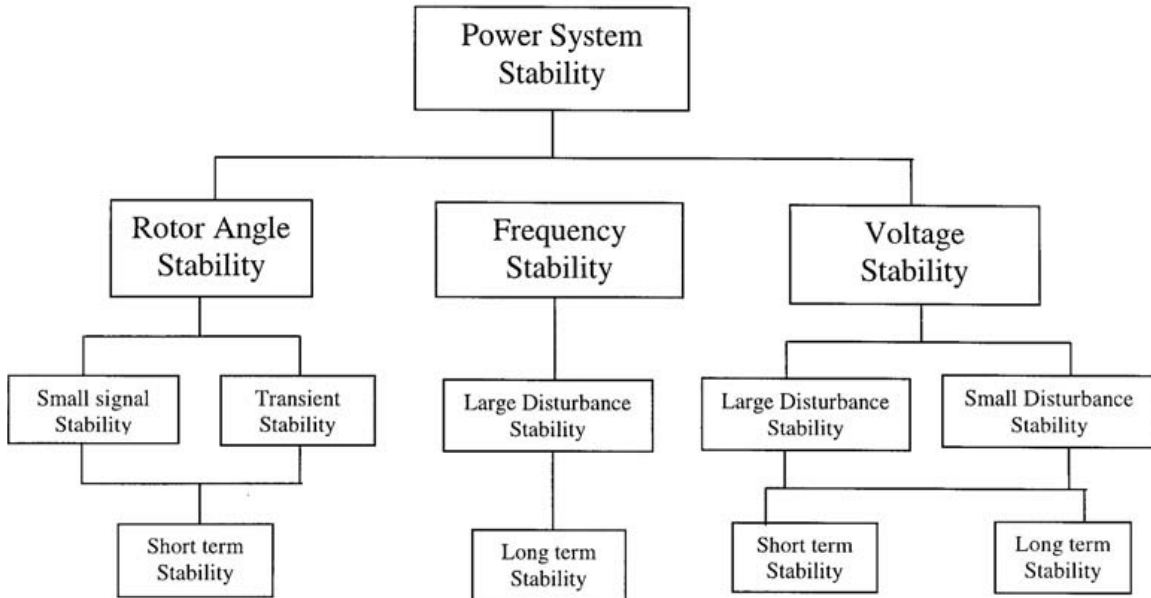 Power System
Stability
Rotor Angle
Stability
Frequency
Stability
Voltage
Stability
Small signal
Stability
Transient
Stability
Large Disturbance
Stability
Large Disturbance
Stability
Small Disturbance
Stability
Short term
Stability
Long term
Stability
Short term
Stability
Long term
Stability